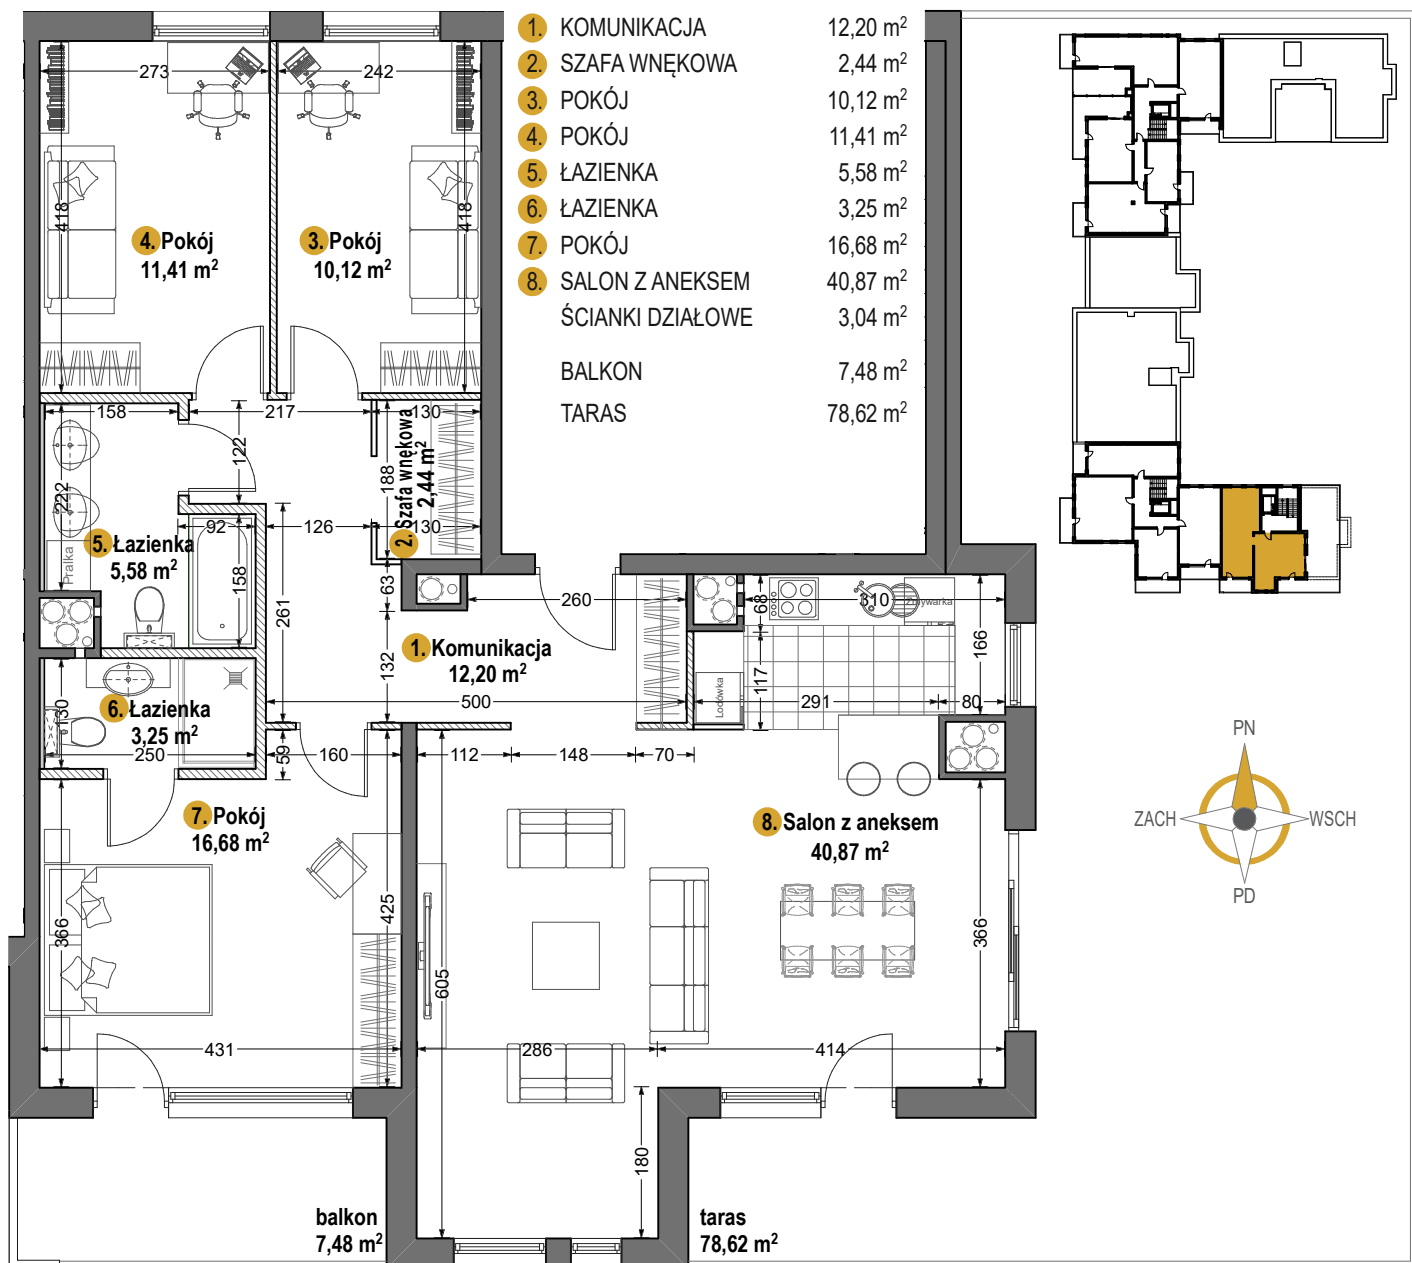 1. KOMUNIKACJA 12,20 m²
2. SZAFA WNĘKOWA 2,44 m²
3. POKÓJ 10,12 m²
4. POKÓJ 11,41 m²
5. ŁAZIENKA 5,58 m²
6. ŁAZIENKA 3,25 m²
7. POKÓJ 16,68 m²
8. SALON Z ANEKSEM 40,87 m²
ŚCIANKI DZIAŁOWE 3,04 m²
BALKON 7,48 m²
TARAS 78,62 m²
273
242
418
418
4. Pokój
11,41 m²
3. Pokój
10,12 m²
158
217
130
122
222
188
2. Szafa wnękowa
2,44 m²
92
126
130
5. Łazienka
5,58 m²
Pralka
158
261
63
260
68
310
Zmywarka
166
1. Komunikacja
12,20 m²
132
117
Lodówka
500
291
80
130
6. Łazienka
3,25 m²
250
59
160
112
148
70
7. Pokój
16,68 m²
8. Salon z aneksem
40,87 m²
366
425
605
366
431
286
414
180
balkon
7,48 m²
taras
78,62 m²
PN
ZACH
WSCH
PD